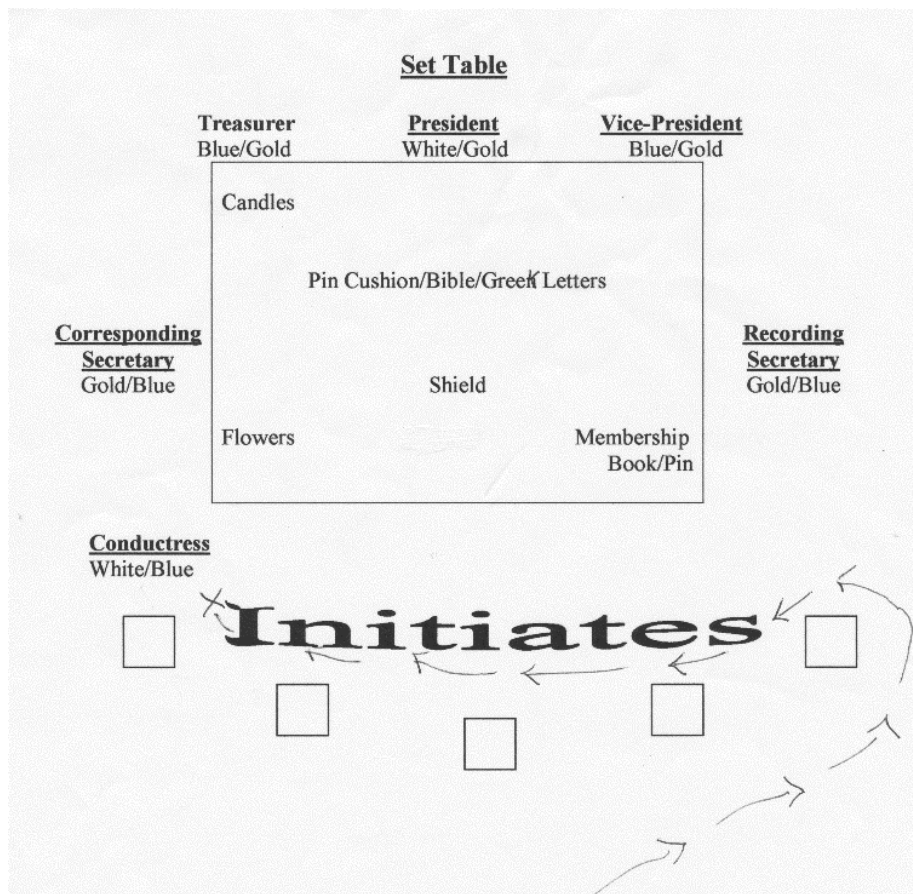 Set Table
Treasurer President Vice-President
Blue/Gold White/Gold Blue/Gold
Candles
Pin Cushion/Bible/Greek Letters
Corresponding Recording
Secretary Secretary
Gold/Blue Shield Gold/Blue
Flowers Membership
Book/Pin
Conductress
White/Blue
Initiates